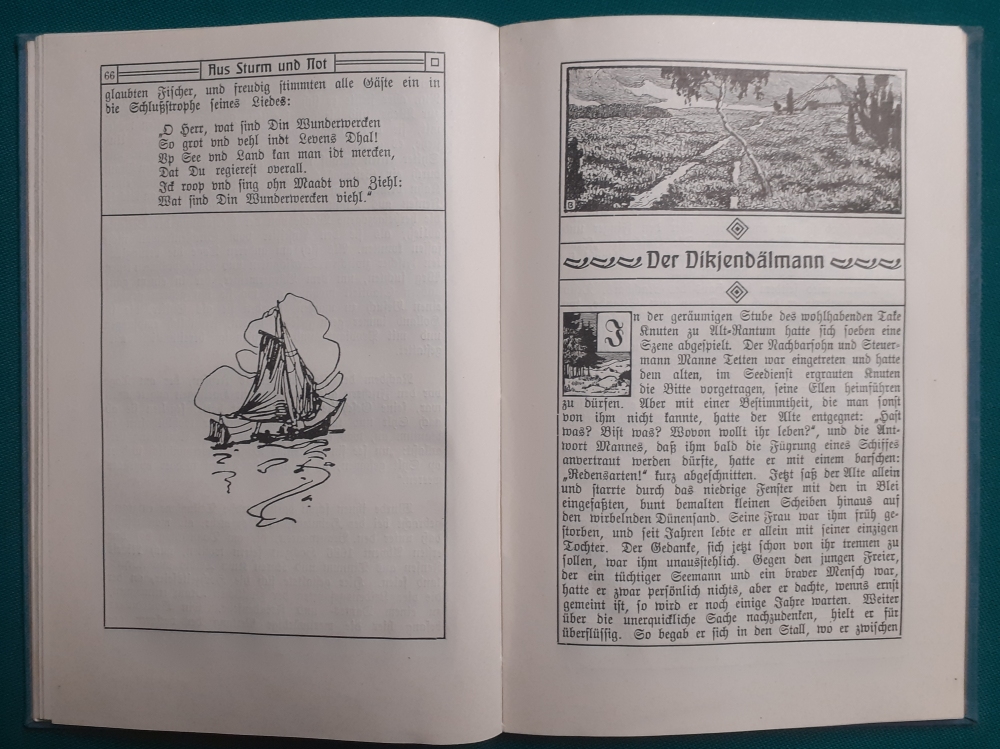 66
Aus Sturm und Not
glaubten Fischer, und freudig stimmten alle Gäste ein in
die Schlußstrophe seines Liedes:
„O Herr, wat sind Din Wunderwercken
So grot vnd vehl indt Levens Dhal!
Vp See vnd Land kan man idt mercken,
Dat Du regierest overall.
Ick roop vnd sing ohn Maadt vnd Ziehl:
Wat sind Din Wunderwercken viehl.“
Der Dikjendälmann
In der geräumigen Stube des wohlhabenden Take
Knuten zu Alt-Rantum hatte sich soeben eine
Szene abgespielt. Der Nachbarsohn und Steuer-
mann Manne Tetten war eingetreten und hatte
dem alten, im Seedienst ergrauten Knuten
die Bitte vorgetragen, seine Ellen heimführen
zu dürfen. Aber mit einer Bestimmtheit, die man sonst
von ihm nicht kannte, hatte der Alte entgegnet: „Hast
was? Bist was? Wovon wollt ihr leben?“, und die Ant-
wort Mannes, daß ihm bald die Füyrung eines Schiffes
anvertraut werden dürfte, hatte er mit einem barschen:
„Redensarten!“ kurz abgeschnitten. Jetzt saß der Alte allein
und starrte durch das niedrige Fenster mit den in Blei
eingefaßten, bunt bemalten kleinen Scheiben hinaus auf
den wirbelnden Dünensand. Seine Frau war ihm früh ge-
storben, und seit Jahren lebte er allein mit seiner einzigen
Tochter. Der Gedanke, sich jetzt schon von ihr trennen zu
sollen, war ihm unausstehlich. Gegen den jungen Freier,
der ein tüchtiger Seemann und ein braver Mensch war,
hatte er zwar persönlich nichts, aber er dachte, wenns ernst
gemeint ist, so wird er noch einige Jahre warten. Weiter
über die unerquickliche Sache nachzudenken, hielt er für
überflüssig. So begab er sich in den Stall, wo er zwischen